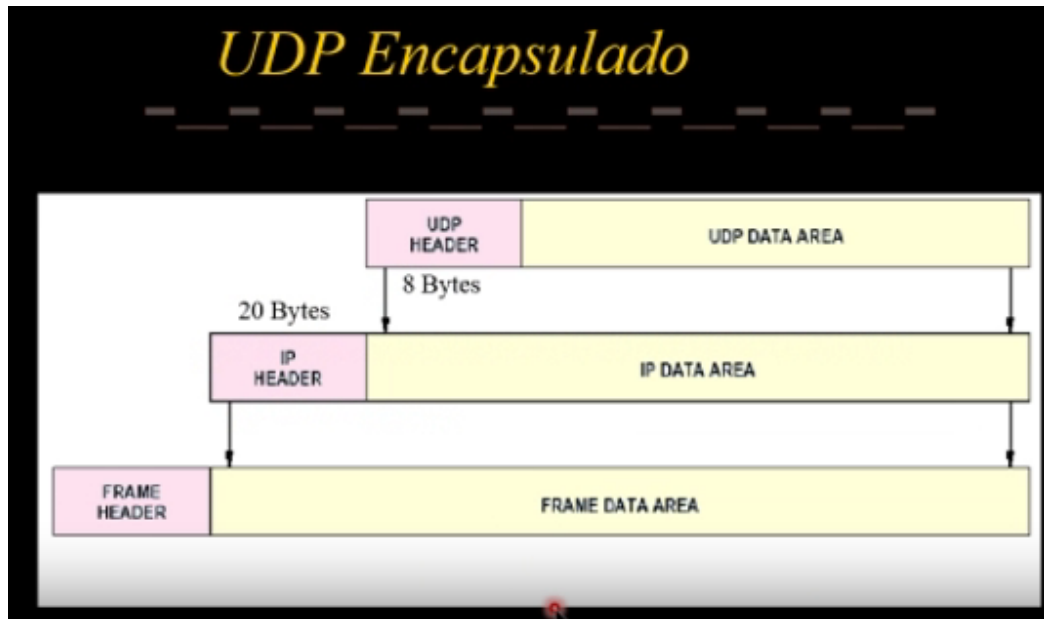 UDP Encapsulado
UDP
HEADER
UDP DATA AREA
8 Bytes
20 Bytes
IP
HEADER
IP DATA AREA
FRAME
HEADER
FRAME DATA AREA